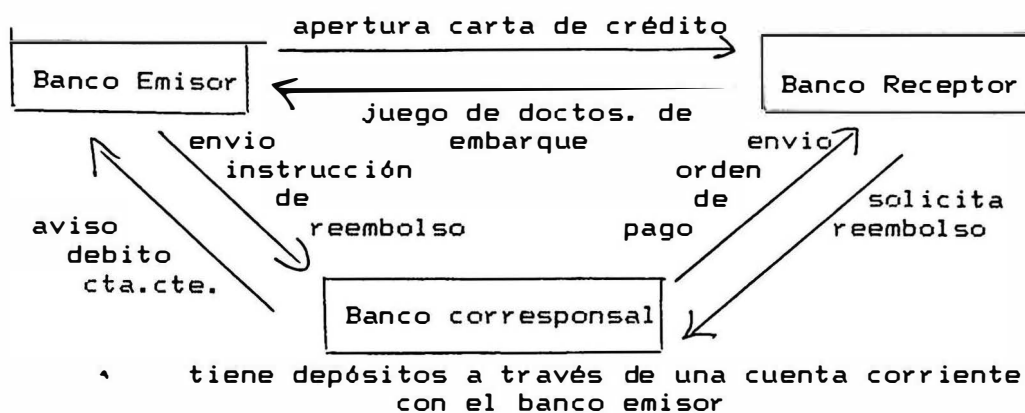 apertura carta de crédito
Banco Emisor
Banco Receptor
juego de doctos. de
embarque
envio
instrucción
de
reembolso
envio
orden
de
pago
aviso
debito
cta.cte.
solicita
reembolso
Banco corresponsal
tiene depósitos a través de una cuenta corriente
con el banco emisor